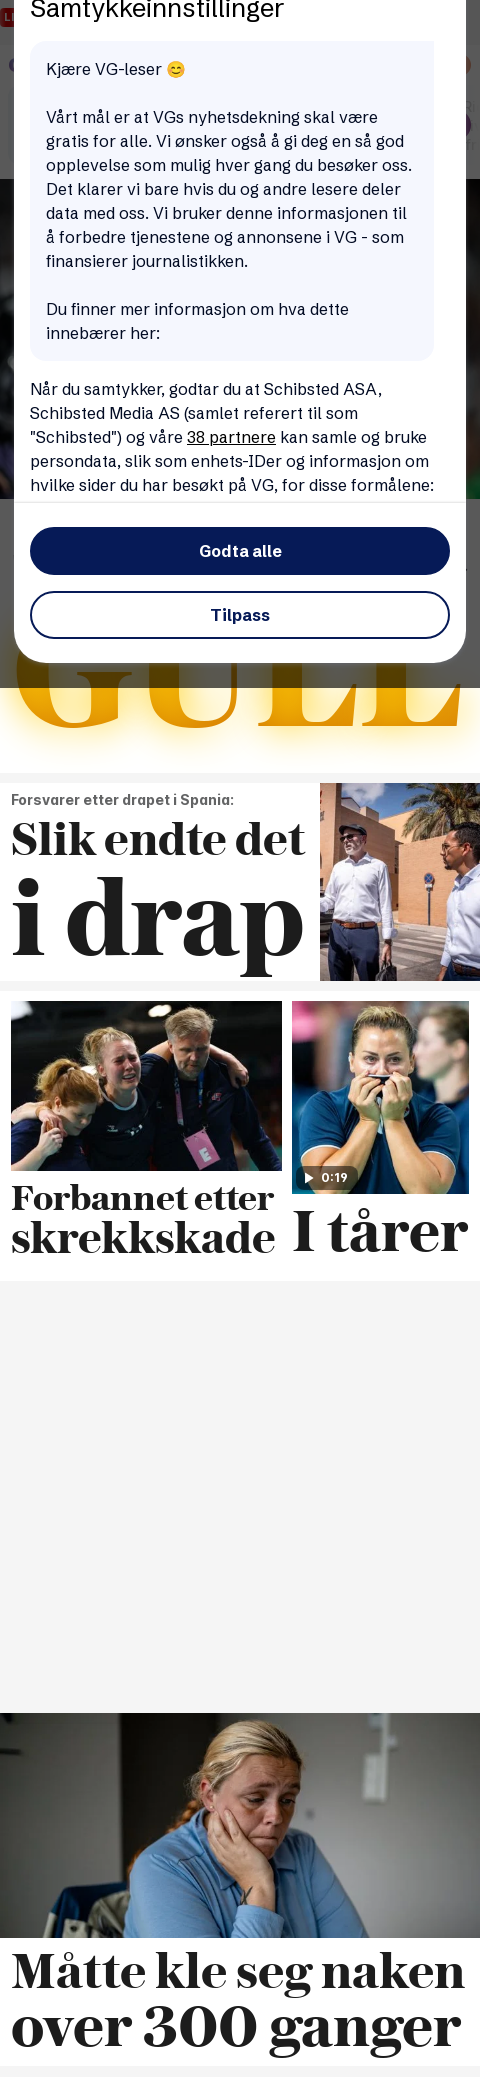 Samtykkeinnstillinger
Kjære VG-leser 😊
Vårt mål er at VGs nyhetsdekning skal være
gratis for alle. Vi ønsker også å gi deg en så god
opplevelse som mulig hver gang du besøker oss.
Det klarer vi bare hvis du og andre lesere deler
data med oss. Vi bruker denne informasjonen til
å forbedre tjenestene og annonsene i VG - som
finansierer journalistikken.
Du finner mer informasjon om hva dette
innebærer her:
Når du samtykker, godtar du at Schibsted ASA,
Schibsted Media AS (samlet referert til som
"Schibsted") og våre 38 partnere kan samle og bruke
persondata, slik som enhets-IDer og informasjon om
hvilke sider du har besøkt på VG, for disse formålene:
Godta alle
Tilpass
GULL
Forsvarer etter drapet i Spania:
Slik endte det
i drap
0:19
Forbannet etter
skrekkskade
I tårer
Måtte kle seg naken
over 300 ganger